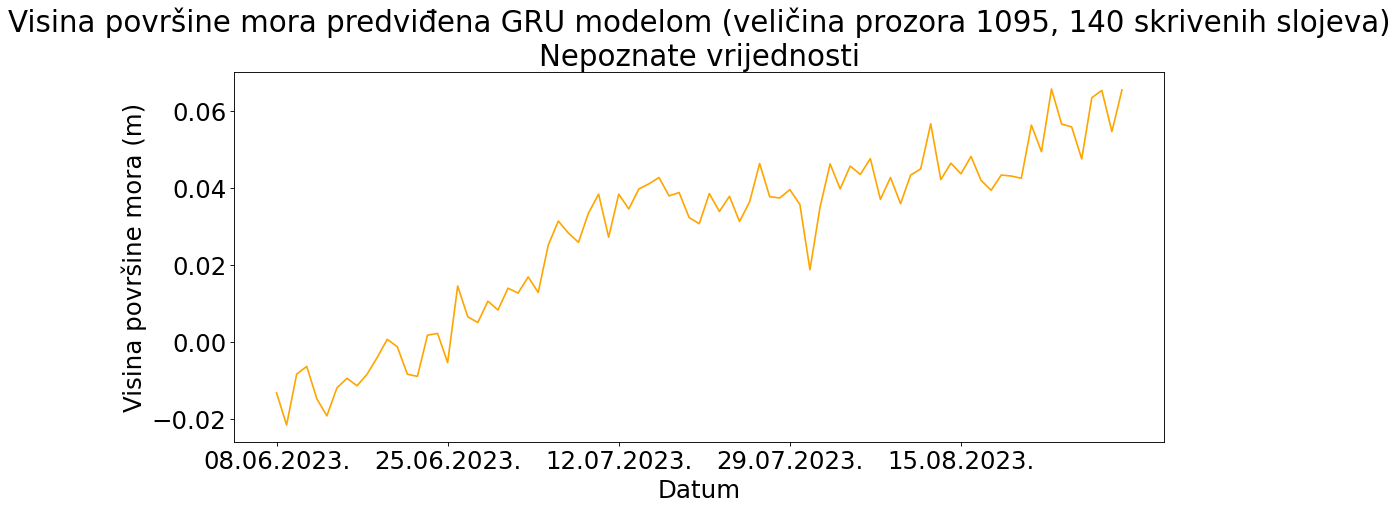 Visina površine mora predviđena GRU modelom (veličina prozora 1095, 140 skrivenih slojeva)
Nepoznate vrijednosti
Visina površine mora (m)
0.06
0.04
0.02
0.00
−0.02
08.06.2023. 25.06.2023. 12.07.2023. 29.07.2023. 15.08.2023.
Datum